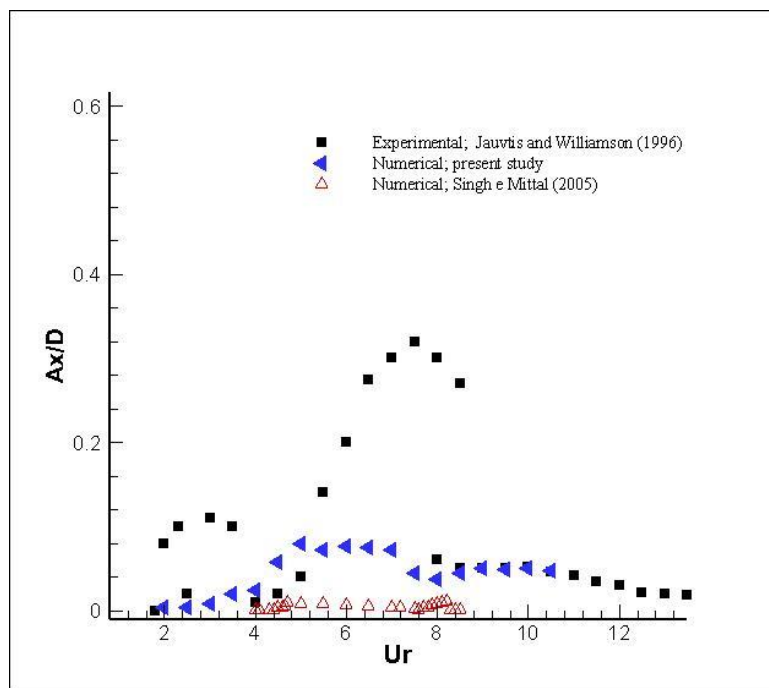 0.6
Experimental; Jauvtis and Williamson (1996)
Numerical; present study
Numerical; Singh e Mittal (2005)
0.4
Ax/D
0.2
0
2 4 6 8 10 12
Ur